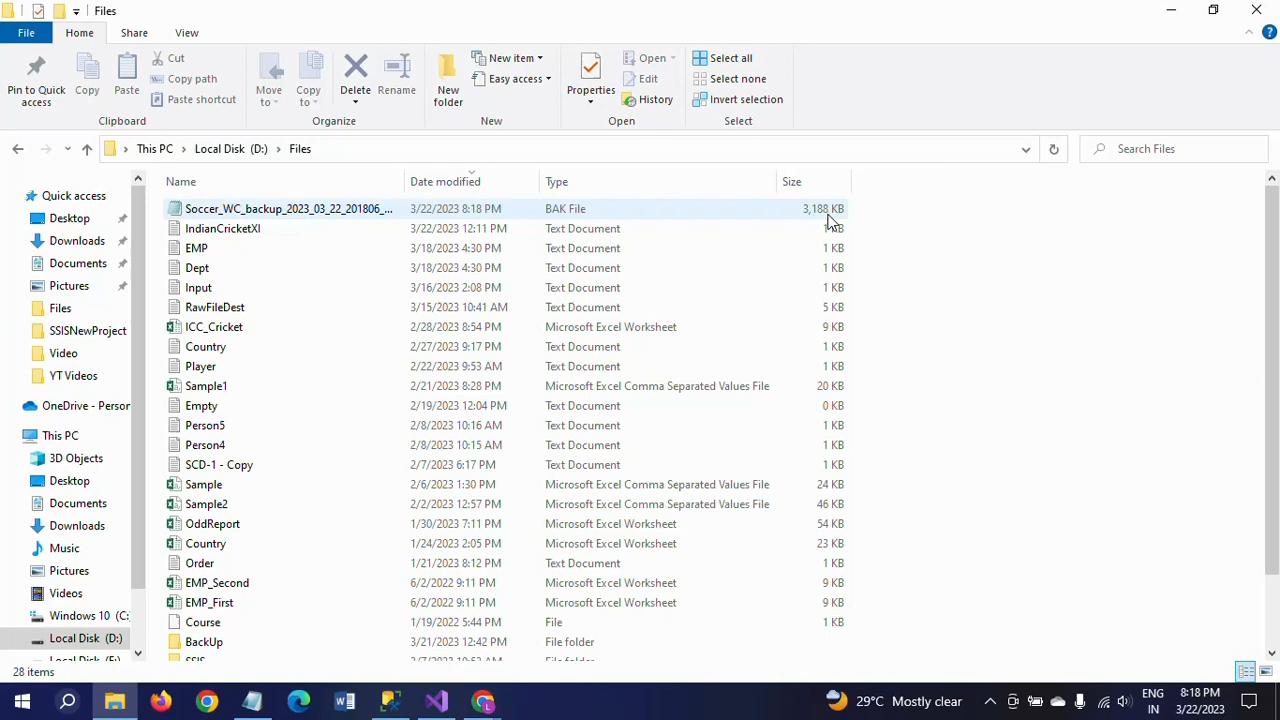 Files
File Home Share View
Pin to Quick access
Copy
Paste
Cut
Copy path
Paste shortcut
Clipboard
Move to
Copy to
Delete
Rename
Organize
New folder
New item
Easy access
New
Properties
Open
Edit
History
Open
Select all
Select none
Invert selection
Select
This PC Local Disk (D:) Files
Search Files
Quick access
Desktop
Downloads
Documents
Pictures
Files
SSISNewProject
Video
YT Videos
OneDrive - Person
This PC
3D Objects
Desktop
Documents
Downloads
Music
Pictures
Videos
Windows 10 (C:
Local Disk (D:)
Name Date modified Type Size
Soccer_WC_backup_2023_03_22_201806_... 3/22/2023 8:18 PM BAK File 3,188 KB
IndianCricketXI 3/22/2023 12:11 PM Text Document 1 KB
EMP 3/18/2023 4:30 PM Text Document 1 KB
Dept 3/18/2023 4:30 PM Text Document 1 KB
Input 3/16/2023 2:08 PM Text Document 1 KB
RawFileDest 3/15/2023 10:41 AM Text Document 5 KB
ICC_Cricket 2/28/2023 8:54 PM Microsoft Excel Worksheet 9 KB
Country 2/27/2023 9:17 PM Text Document 1 KB
Player 2/22/2023 9:53 AM Text Document 1 KB
Sample1 2/21/2023 8:28 PM Microsoft Excel Comma Separated Values File 20 KB
Empty 2/19/2023 12:04 PM Text Document 0 KB
Person5 2/8/2023 10:16 AM Text Document 1 KB
Person4 2/8/2023 10:15 AM Text Document 1 KB
SCD-1 - Copy 2/7/2023 6:17 PM Text Document 1 KB
Sample 2/6/2023 1:30 PM Microsoft Excel Comma Separated Values File 24 KB
Sample2 2/2/2023 12:57 PM Microsoft Excel Comma Separated Values File 46 KB
OddReport 1/30/2023 7:11 PM Microsoft Excel Worksheet 54 KB
Country 1/24/2023 2:05 PM Microsoft Excel Worksheet 23 KB
Order 1/21/2023 8:12 PM Text Document 1 KB
EMP_Second 6/2/2022 9:11 PM Microsoft Excel Worksheet 9 KB
EMP_First 6/2/2022 9:11 PM Microsoft Excel Worksheet 9 KB
Course 1/19/2022 5:44 PM File 1 KB
BackUp 3/21/2023 12:42 PM File folder
28 items
29°C Mostly clear
ENG
IN
8:18 PM
3/22/2023